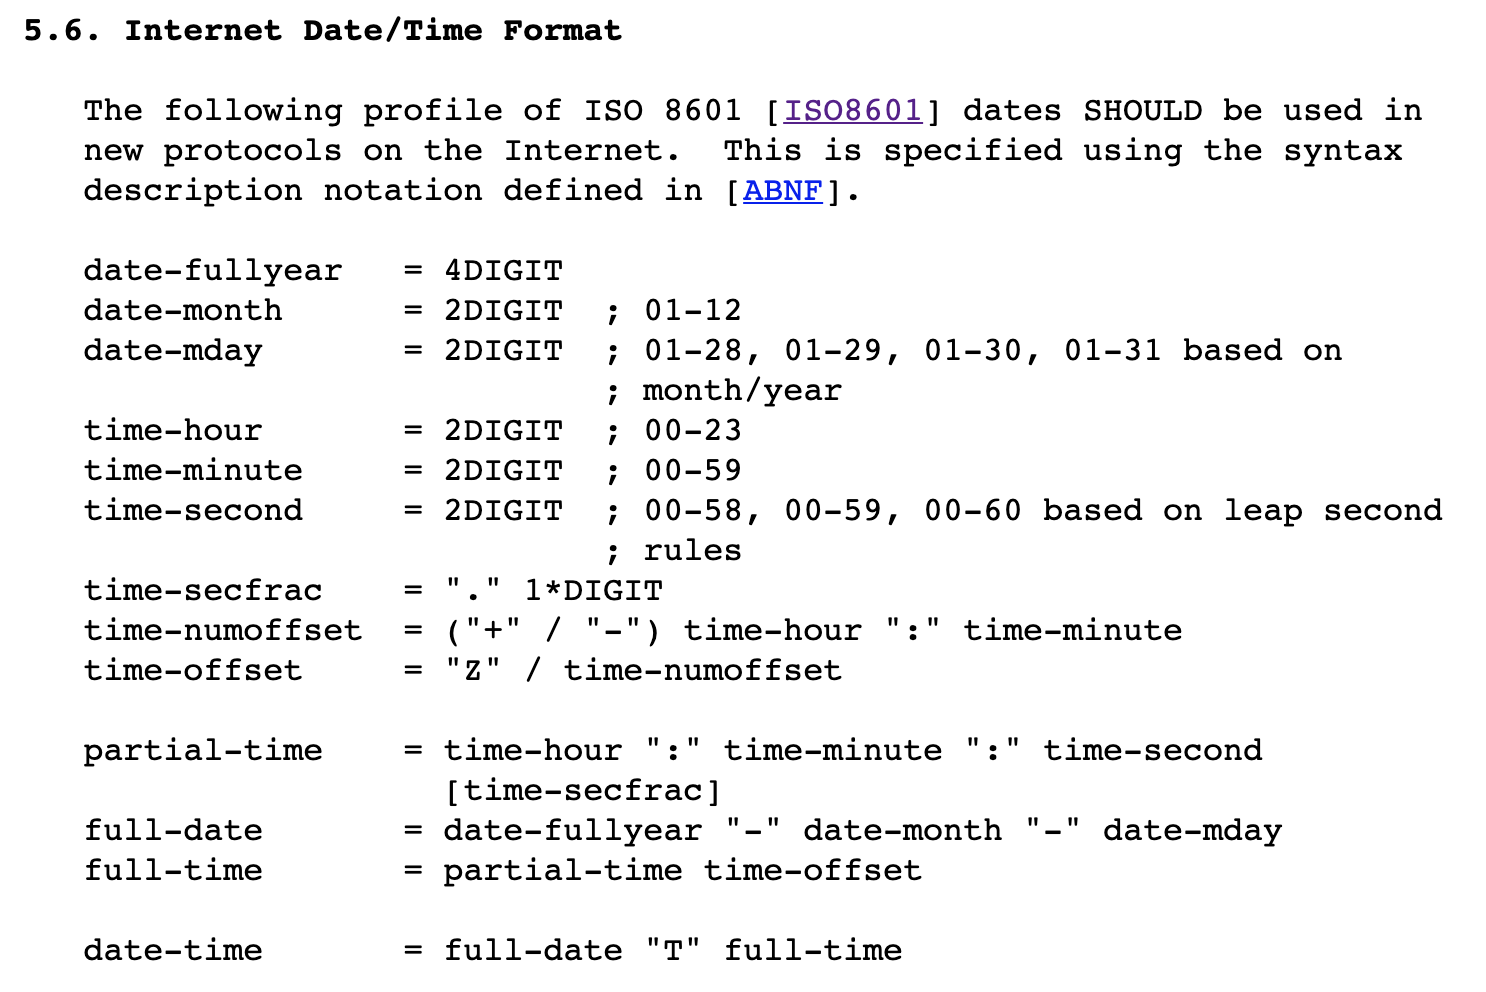 5.6. Internet Date/Time Format
The following profile of ISO 8601 [ISO8601] dates SHOULD be used in
new protocols on the Internet.  This is specified using the syntax
description notation defined in [ABNF].
date-fullyear   = 4DIGIT
date-month      = 2DIGIT  ; 01-12
date-mday       = 2DIGIT  ; 01-28, 01-29, 01-30, 01-31 based on
                          ; month/year
time-hour       = 2DIGIT  ; 00-23
time-minute     = 2DIGIT  ; 00-59
time-second     = 2DIGIT  ; 00-58, 00-59, 00-60 based on leap second
                          ; rules
time-secfrac    = "." 1*DIGIT
time-numoffset  = ("+" / "-") time-hour ":" time-minute
time-offset     = "Z" / time-numoffset
partial-time    = time-hour ":" time-minute ":" time-second
                  [time-secfrac]
full-date       = date-fullyear "-" date-month "-" date-mday
full-time       = partial-time time-offset
date-time       = full-date "T" full-time